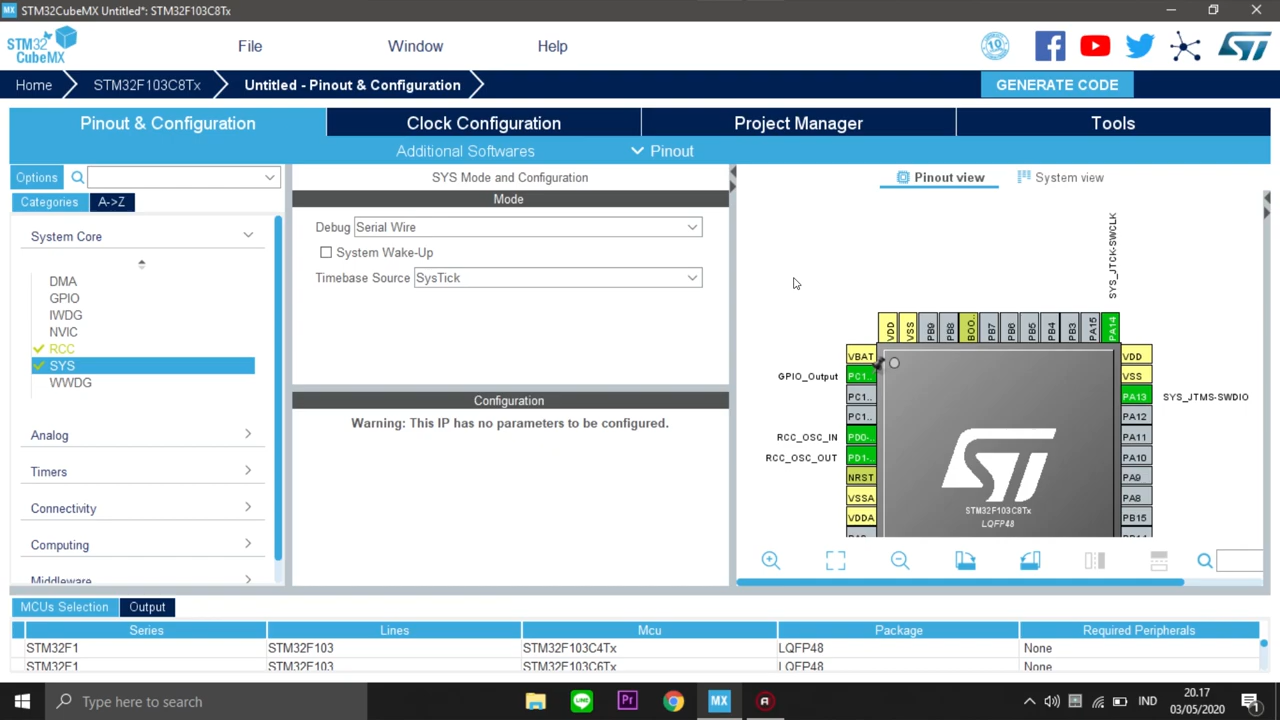 MX STM32CubeMX Untitled*: STM32F103C8Tx
STM32
CubeMX
File
Window
Help
10
ST
Home
STM32F103C8Tx
Untitled - Pinout & Configuration
GENERATE CODE
Pinout & Configuration
Clock Configuration
Project Manager
Tools
Additional Softwares
Pinout
Options
Categories
A->Z
System Core
DMA
GPIO
IWDG
NVIC
RCC
SYS
WWDG
Analog
Timers
Connectivity
Computing
Middleware
SYS Mode and Configuration
Mode
Debug Serial Wire
System Wake-Up
Timebase Source SysTick
Configuration
Warning: This IP has no parameters to be configured.
Pinout view
System view
SYS_JTCK-SWCLK
VDD
VSS
PB9
PB8
BOO..
PB7
PB6
PB5
PB4
PB3
PA15
PA14
VBAT
GPIO_Output PC1..
PC1..
PC1..
RCC_OSC_IN PD0-..
RCC_OSC_OUT PD1-..
NRST
VSSA
VDDA
VDD
VSS
PA13 SYS_JTMS-SWDIO
PA12
PA11
PA10
PA9
PA8
PB15
ST
STM32F103C8Tx
LQFP48
MCUs Selection
Output
Series Lines Mcu Package Required Peripherals
STM32F1 STM32F103 STM32F103C4Tx LQFP48 None
STM32F1 STM32F103 STM32F103C6Tx LQFP48 None
Type here to search
Pr
MX
IND
20.17
03/05/2020
1